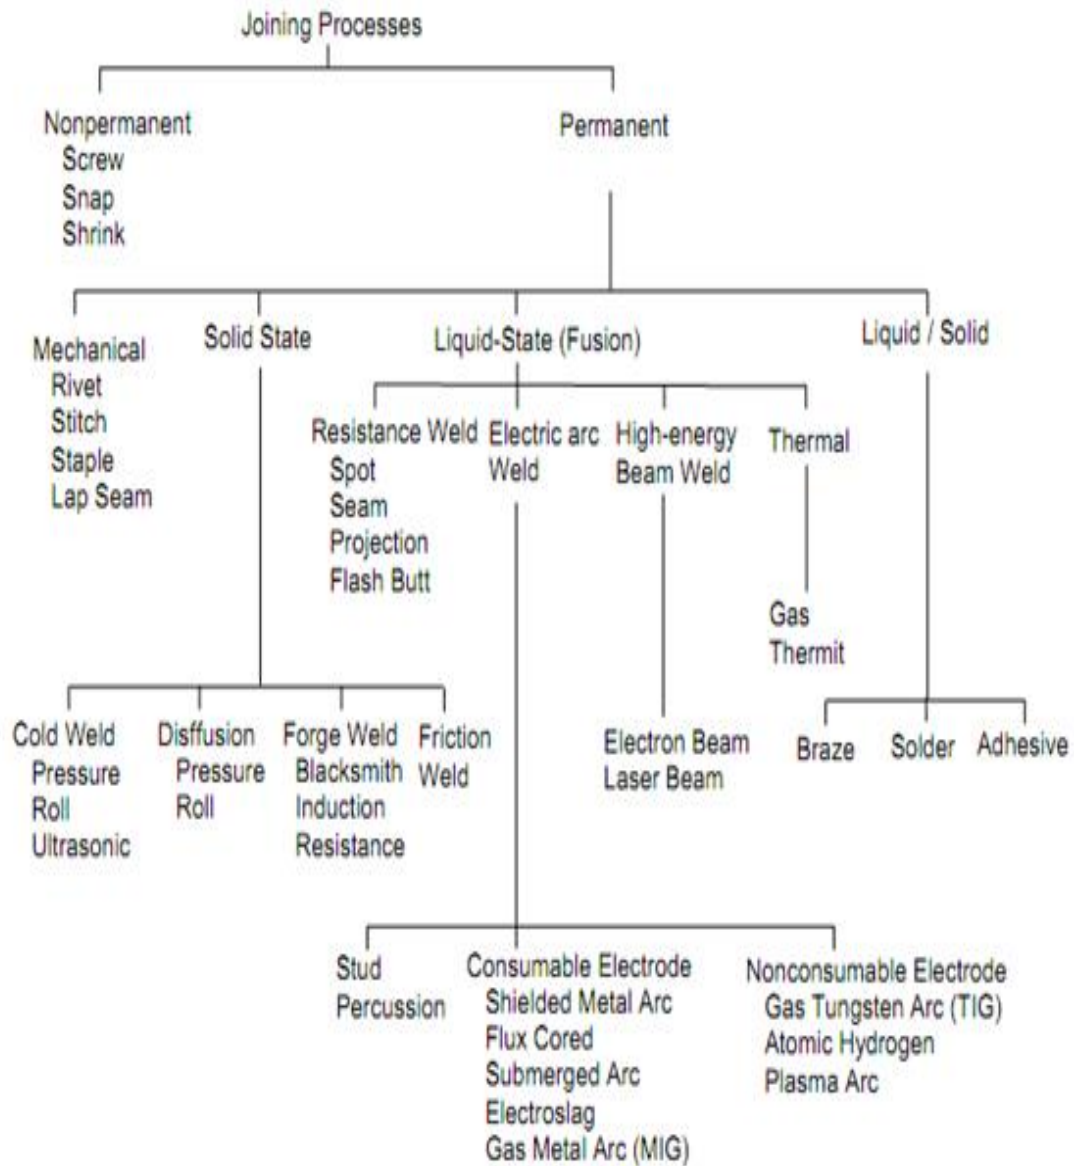 Joining Processes
Nonpermanent
Screw
Snap
Shrink
Permanent
Mechanical
Rivet
Stitch
Staple
Lap Seam
Solid State
Liquid-State (Fusion)
Liquid / Solid
Resistance Weld
Spot
Seam
Projection
Flash Butt
Electric arc
Weld
High-energy
Beam Weld
Thermal
Gas
Thermit
Cold Weld
Pressure
Roll
Ultrasonic
Disffusion
Pressure
Roll
Forge Weld
Blacksmith
Induction
Resistance
Friction
Weld
Electron Beam
Laser Beam
Braze
Solder
Adhesive
Stud
Percussion
Consumable Electrode
Shielded Metal Arc
Flux Cored
Submerged Arc
Electroslag
Gas Metal Arc (MIG)
Nonconsumable Electrode
Gas Tungsten Arc (TIG)
Atomic Hydrogen
Plasma Arc